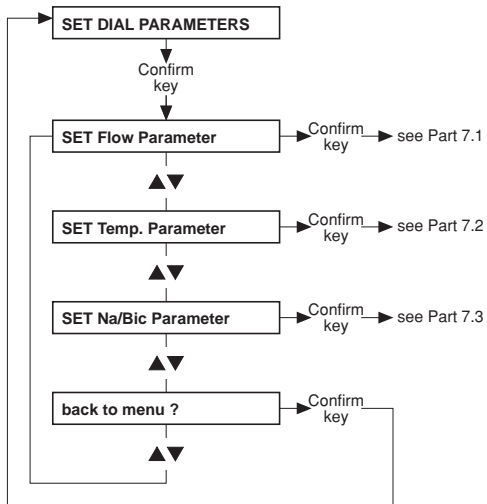 SET DIAL PARAMETERS
Confirm
key
SET Flow Parameter
Confirm
key
see Part 7.1
SET Temp. Parameter
Confirm
key
see Part 7.2
SET Na/Bic Parameter
Confirm
key
see Part 7.3
back to menu ?
Confirm
key